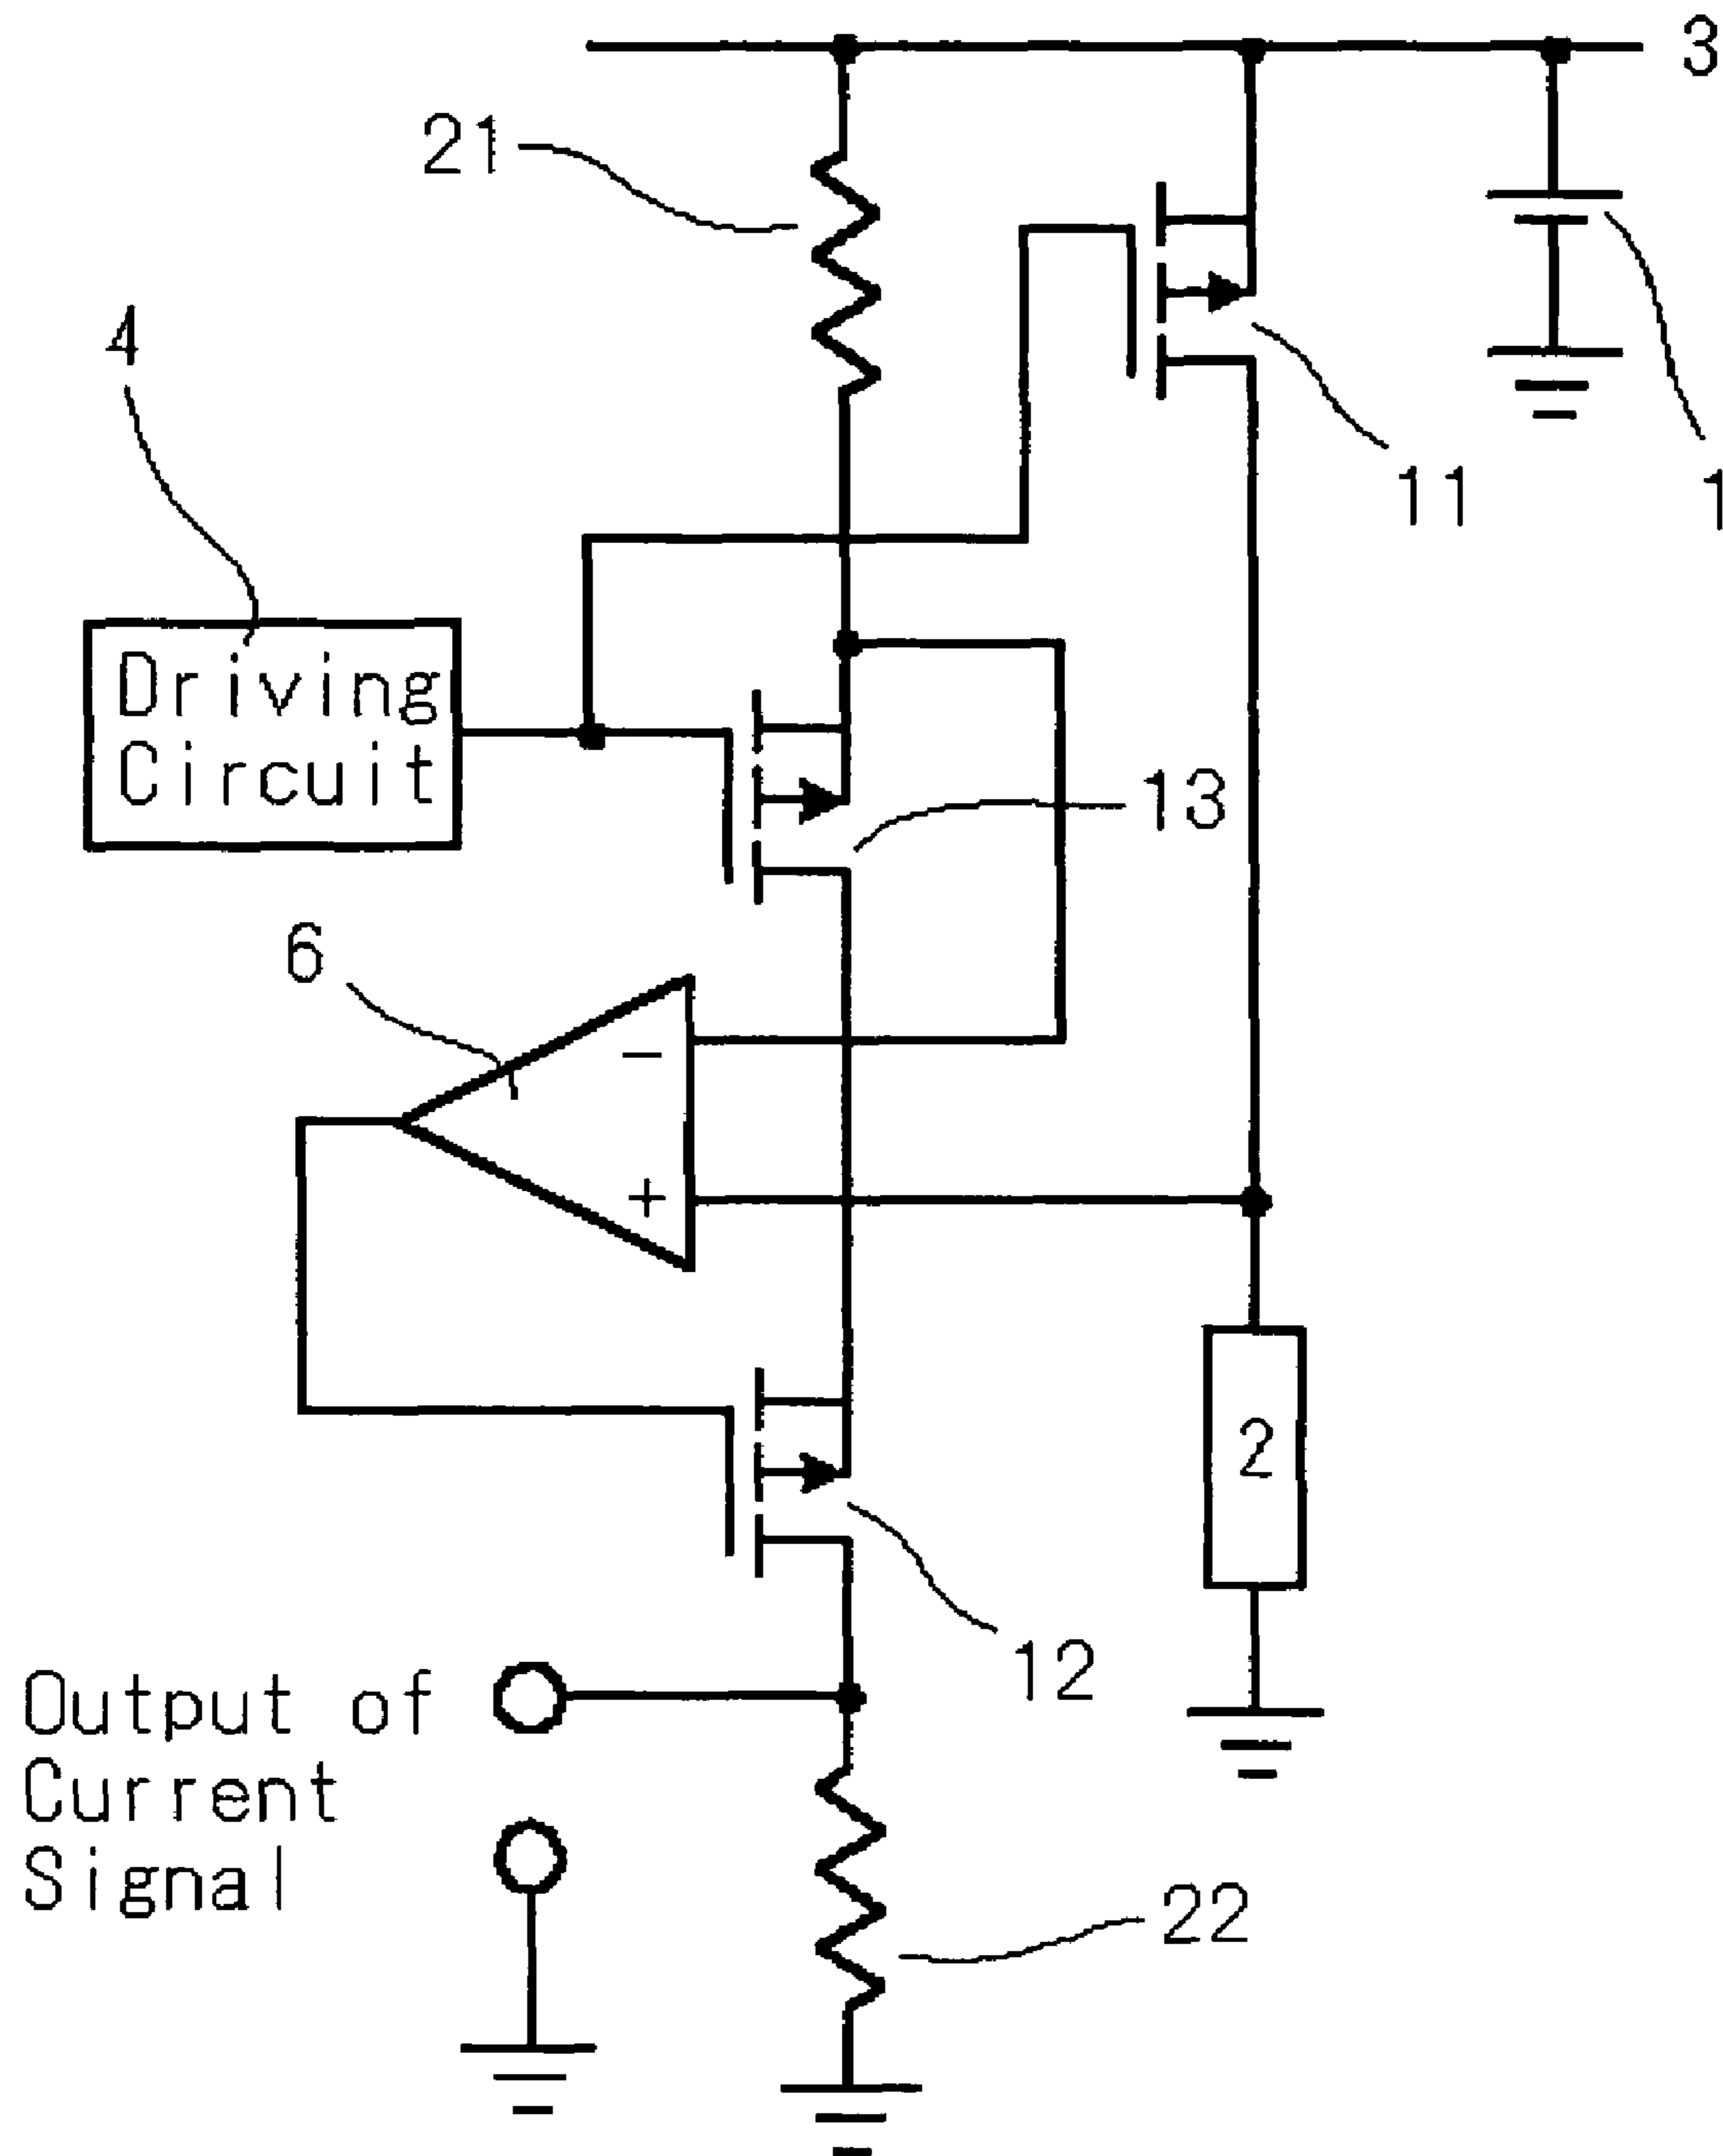 3
21
4
11
1
Driving
Circuit
13
6
−
+
2
12
Output of
Current
Signal
22